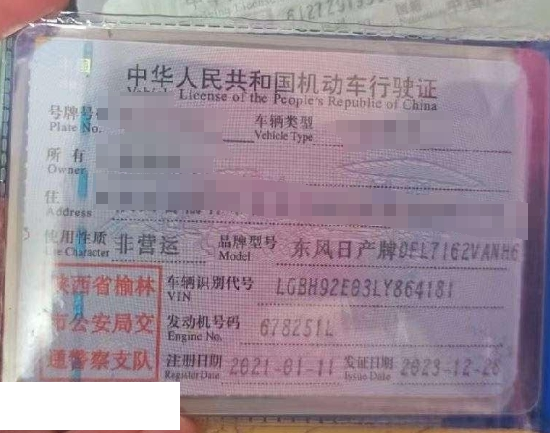 中华人民共和国机动车行驶证
Vehicle License of the People's Republic of China
号牌号 车辆类型
Plate No. Vehicle Type
所有
Owner
住
Address
使用性质 非营运 品牌型号 东风日产牌DFL7162VANH6
Use Character Model
陕西省榆林
市公安局交
通警察支队
车辆识别代号 LGBH92E03LY864181
VIN
发动机号码 678251L
Engine No.
注册日期 2021-01-11 发证日期 2023-12-26
Register Date Issue Date